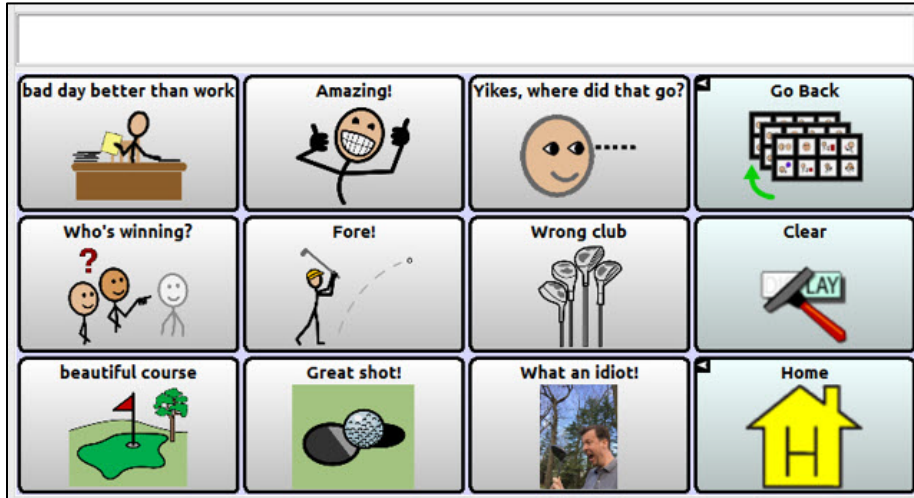 bad day better than work
Amazing!
Yikes, where did that go?
Go Back
Who's winning?
?
Fore!
Wrong club
Clear
DISPLAY
beautiful course
Great shot!
What an idiot!
Home
H